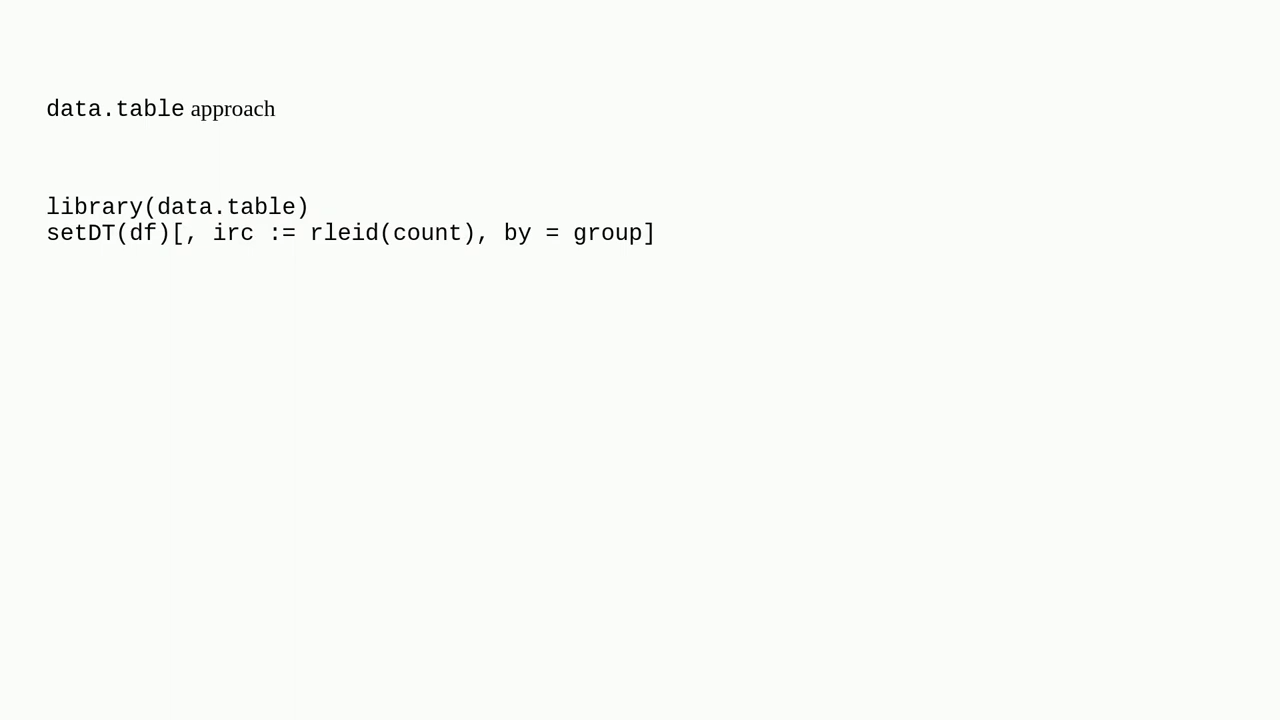 data.table approach
library(data.table)
setDT(df)[, irc := rleid(count), by = group]